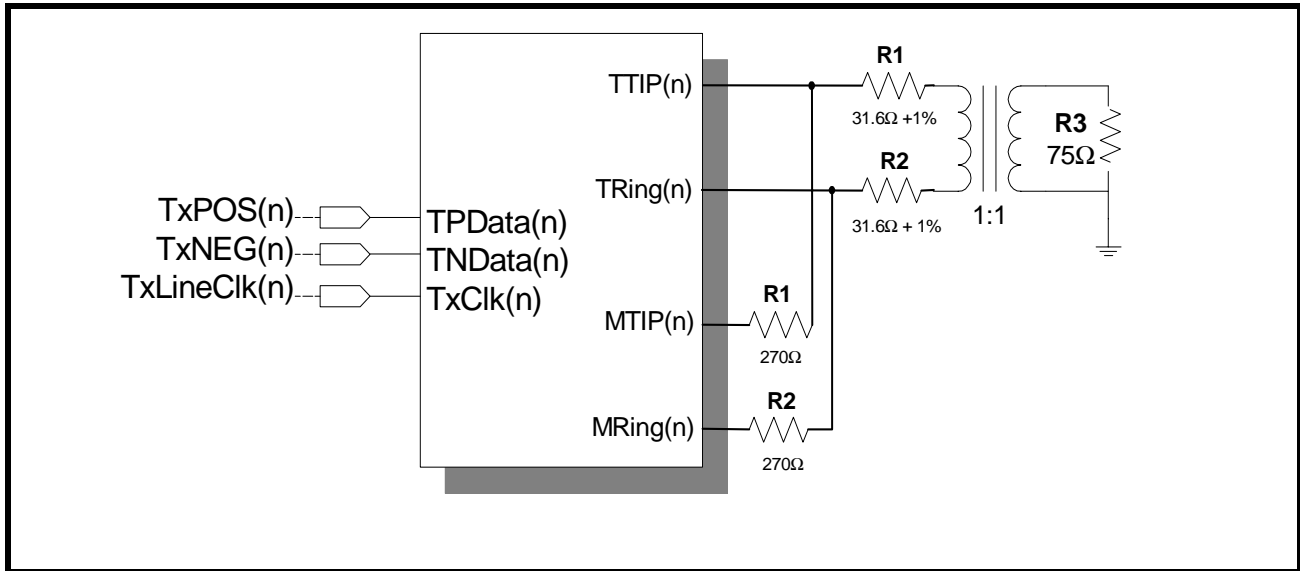 TxPOS(n)
TxNEG(n)
TxLineClk(n)
TPData(n)
TNData(n)
TxClk(n)
TTIP(n)
TRing(n)
MTIP(n)
MRing(n)
R1
31.6Ω +1%
R2
31.6Ω + 1%
R1
270Ω
R2
270Ω
1:1
R3
75Ω